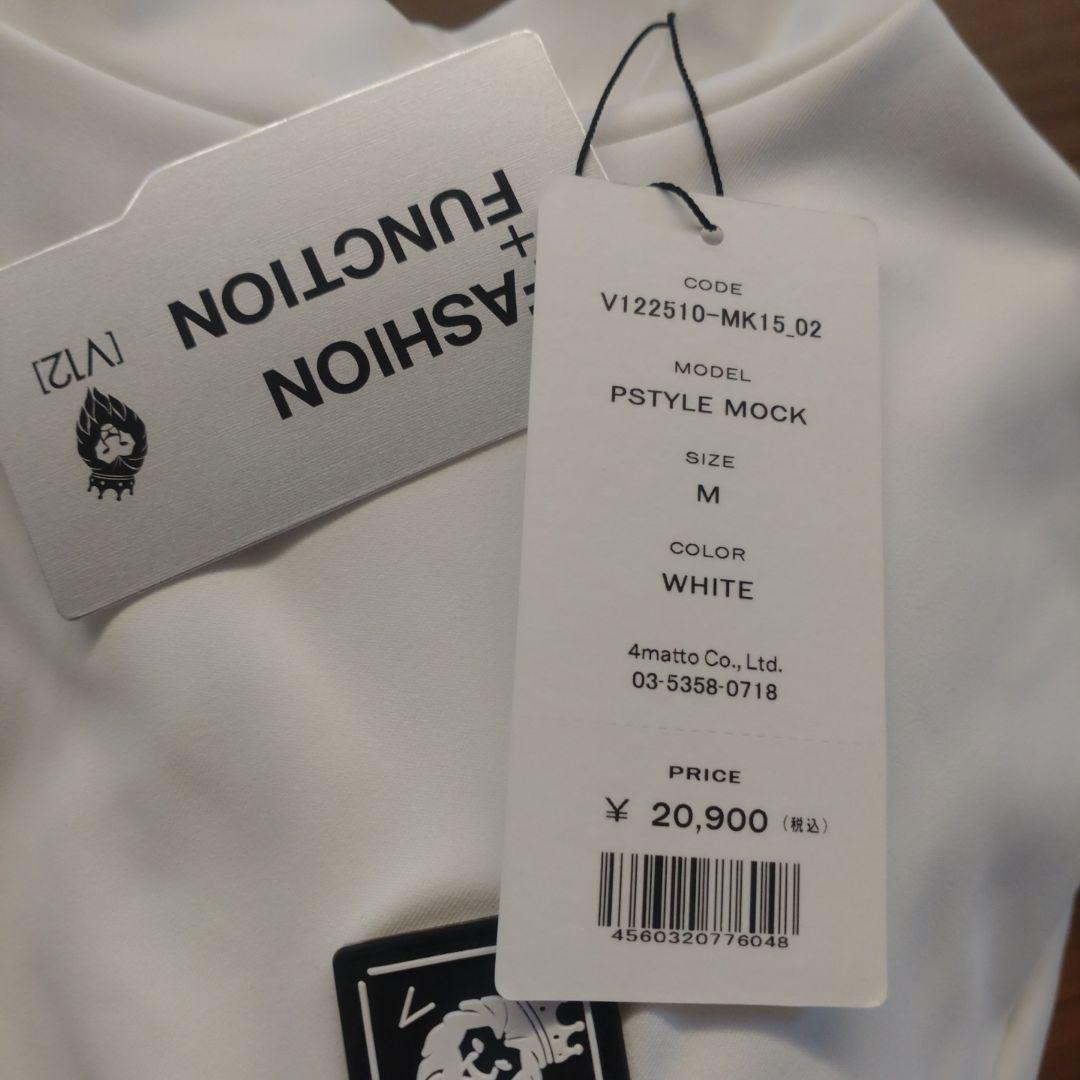 FASHION
+
FUNCTION
[V12]
CODE
V122510-MK15_02
MODEL
PSTYLE MOCK
SIZE
M
COLOR
WHITE
4matto Co., Ltd.
03-5358-0718
PRICE
¥ 20,900 (税込)
4560320776048
V